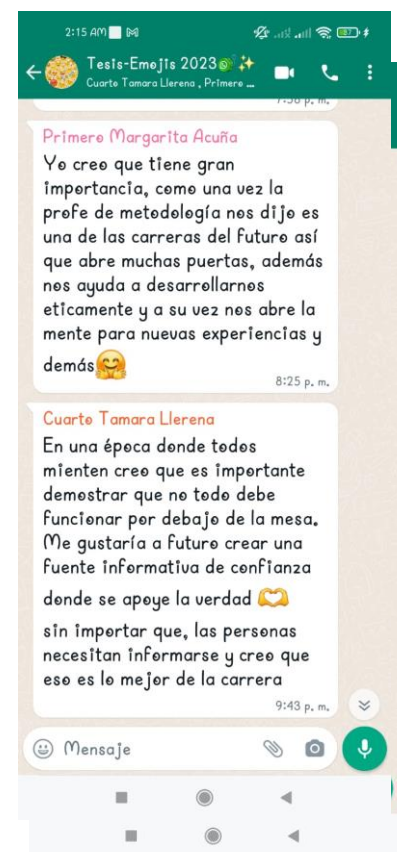 2:15 AM
Tesis-Emojis 2023
Cuarto Tamara Llerena , Primero ...
7:58 p. m.
Primero Margarita Acuña
Yo creo que tiene gran
importancia, como una vez la
profe de metodología nos dijo es
una de las carreras del futuro así
que abre muchas puertas, además
nos ayuda a desarrollarnos
eticamente y a su vez nos abre la
mente para nuevas experiencias y
demás
8:25 p. m.
Cuarto Tamara Llerena
En una época donde todos
mienten creo que es importante
demostrar que no todo debe
funcionar por debajo de la mesa.
Me gustaría a futuro crear una
fuente informativa de confianza
donde se apoye la verdad
sin importar que, las personas
necesitan informarse y creo que
eso es lo mejor de la carrera
9:43 p. m.
Mensaje